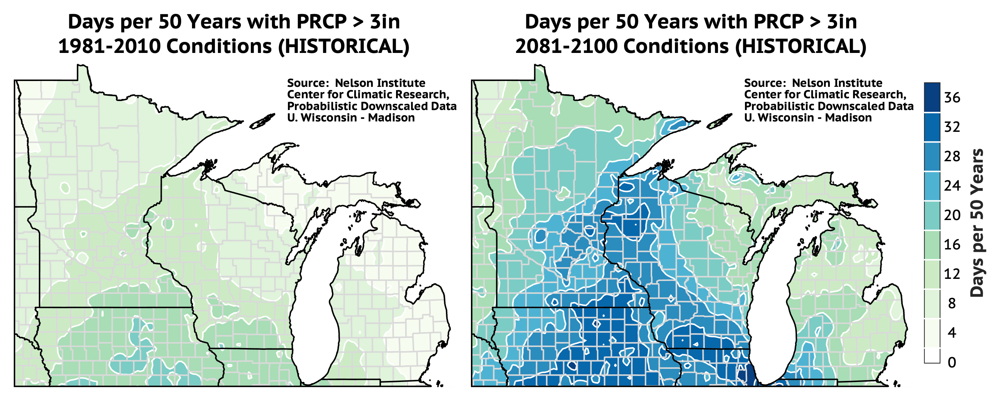 Days per 50 Years with PRCP > 3in
1981-2010 Conditions (HISTORICAL)
Source: Nelson Institute
Center for Climatic Research,
Probabilistic Downscaled Data
U. Wisconsin - Madison
Days per 50 Years with PRCP > 3in
2081-2100 Conditions (HISTORICAL)
Source: Nelson Institute
Center for Climatic Research,
Probabilistic Downscaled Data
U. Wisconsin - Madison
36
32
28
24
20
16
12
8
4
0
Days per 50 Years